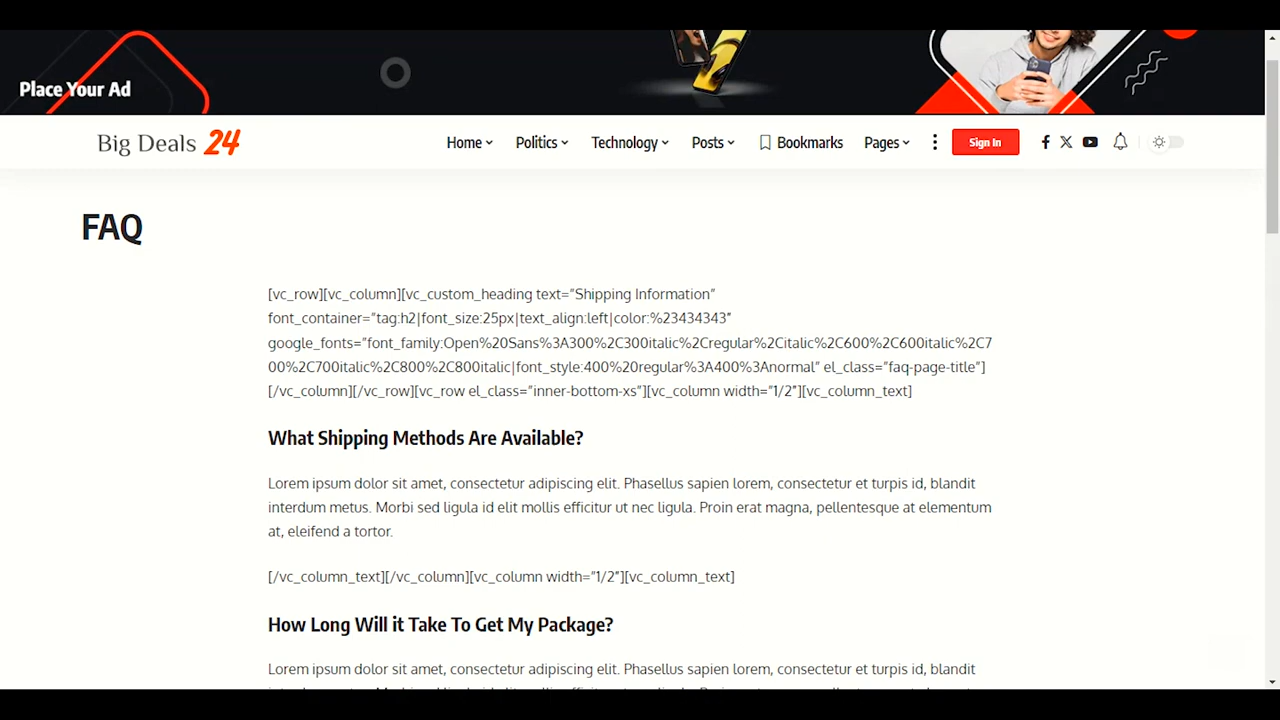 Place Your Ad
Big Deals 24
Home Politics Technology Posts Bookmarks Pages Sign In
FAQ
[vc_row][vc_column][vc_custom_heading text=”Shipping Information”
font_container=”tag:h2|font_size:25px|text_align:left|color:%23434343”
google_fonts=”font_family:Open%20Sans%3A300%2C300italic%2Cregular%2Citalic%2C600%2C600italic%2C7
00%2C700italic%2C800%2C800italic|font_style:400%20regular%3A400%3Anormal” el_class=”faq-page-title”]
[/vc_column][/vc_row][vc_row el_class=”inner-bottom-xs”][vc_column width=”1/2”][vc_column_text]
What Shipping Methods Are Available?
Lorem ipsum dolor sit amet, consectetur adipiscing elit. Phasellus sapien lorem, consectetur et turpis id, blandit
interdum metus. Morbi sed ligula id elit mollis efficitur ut nec ligula. Proin erat magna, pellentesque at elementum
at, eleifend a tortor.
[/vc_column_text][/vc_column][vc_column width=”1/2”][vc_column_text]
How Long Will it Take To Get My Package?
Lorem ipsum dolor sit amet, consectetur adipiscing elit. Phasellus sapien lorem, consectetur et turpis id, blandit